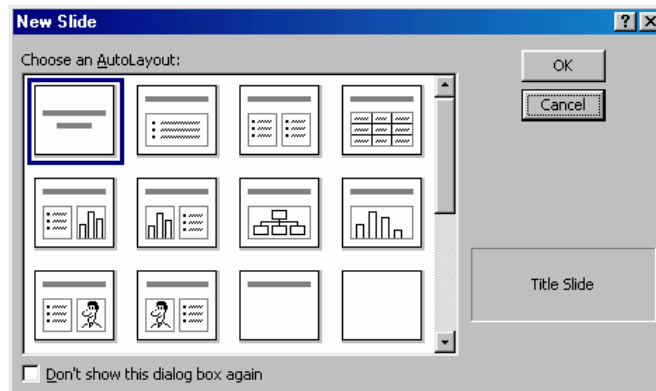 New Slide
Choose an AutoLayout:
OK
Cancel
Title Slide
Don't show this dialog box again